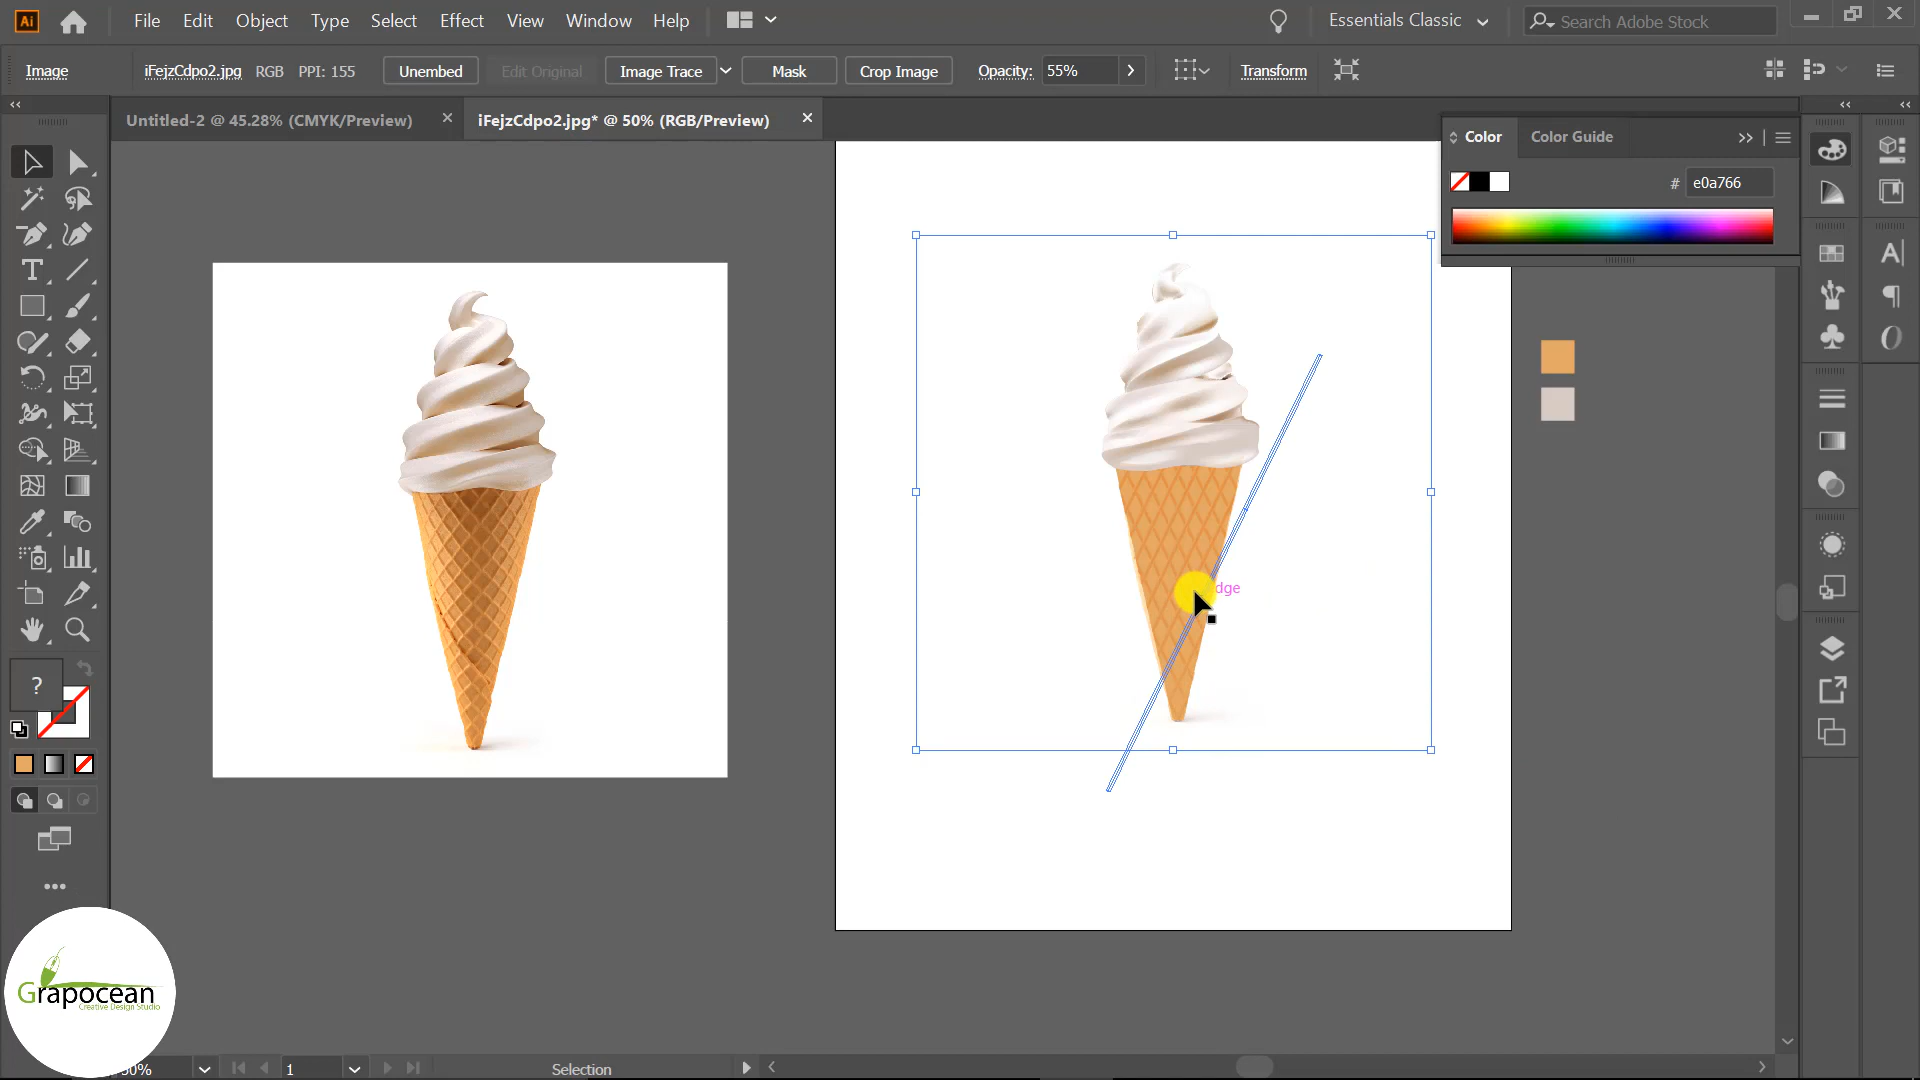 Ai File Edit Object Type Select Effect View Window Help Essentials Classic Search Adobe Stock
Image iFejzCdpo2.jpg RGB PPI: 155 Unembed Edit Original Image Trace Mask Crop Image Opacity: 55% Transform
Untitled-2 @ 45.28% (CMYK/Preview) iFejzCdpo2.jpg* @ 50% (RGB/Preview)
Color Color Guide
# e0a766
dge
?
Grapocean
Creative Design Studio
50% 1 Selection